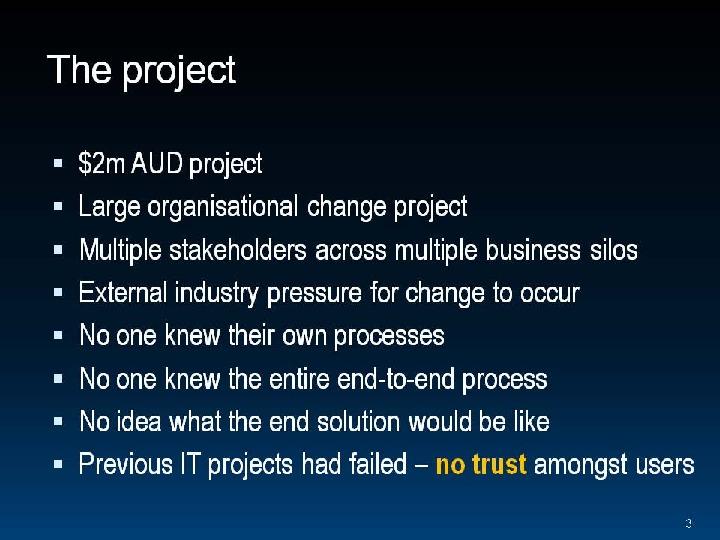 The project
▪ $2m AUD project
▪ Large organisational change project
▪ Multiple stakeholders across multiple business silos
▪ External industry pressure for change to occur
▪ No one knew their own processes
▪ No one knew the entire end-to-end process
▪ No idea what the end solution would be like
▪ Previous IT projects had failed – no trust amongst users
3